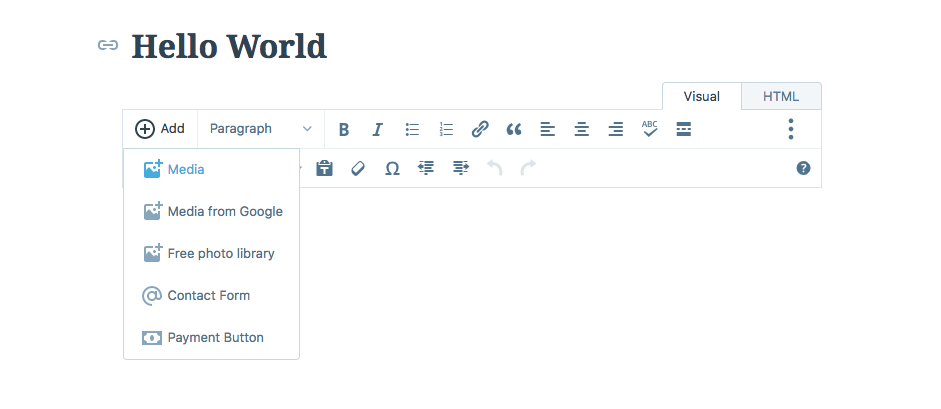 Hello World
Visual HTML
Add Paragraph B I ABC
Media
Media from Google
Free photo library
Contact Form
Payment Button